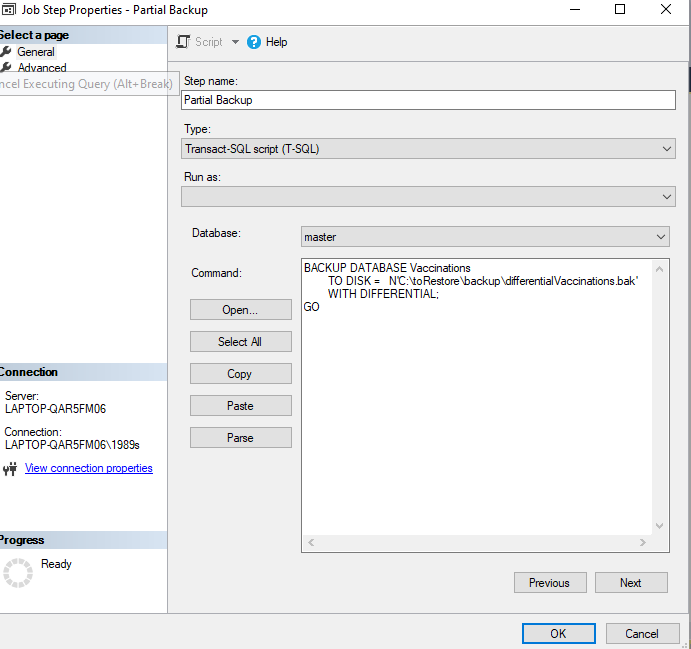 Job Step Properties - Partial Backup
Select a page
General
Advanced
ncel Executing Query (Alt+Break)
Script
Help
Step name:
Partial Backup
Type:
Transact-SQL script (T-SQL)
Run as:
Database:
master
Command:
BACKUP DATABASE Vaccinations
TO DISK = N'C:\toRestore\backup\differentialVaccinations.bak'
WITH DIFFERENTIAL;
GO
Open...
Select All
Copy
Paste
Parse
Connection
Server:
LAPTOP-QAR5FM06
Connection:
LAPTOP-QAR5FM06\1989s
View connection properties
Progress
Ready
Previous
Next
OK
Cancel